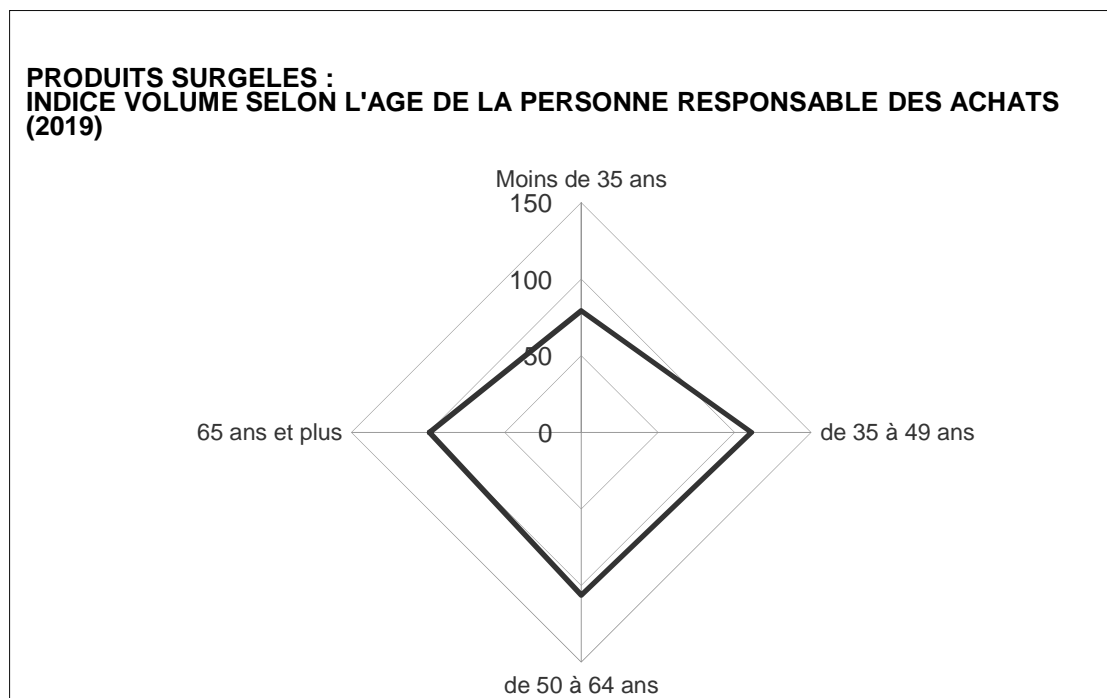 PRODUITS SURGELES :
INDICE VOLUME SELON L'AGE DE LA PERSONNE RESPONSABLE DES ACHATS
(2019)
Moins de 35 ans
150
100
50
65 ans et plus
0
de 35 à 49 ans
de 50 à 64 ans